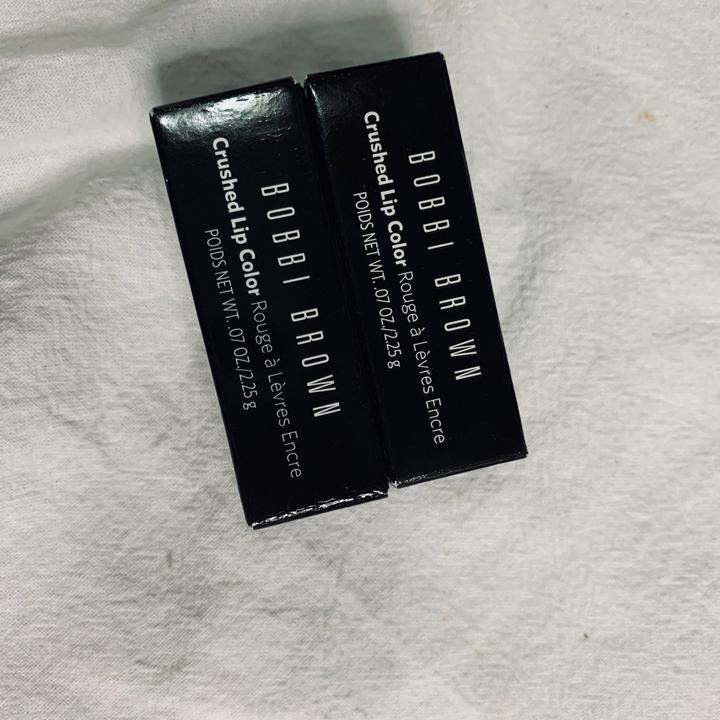 BOBBI BROWN
Crushed Lip Color Rouge à Lèvres Encre
POIDS NET WT. .07 OZ./2.25 g
BOBBI BROWN
Crushed Lip Color Rouge à Lèvres Encre
POIDS NET WT. .07 OZ./2.25 g